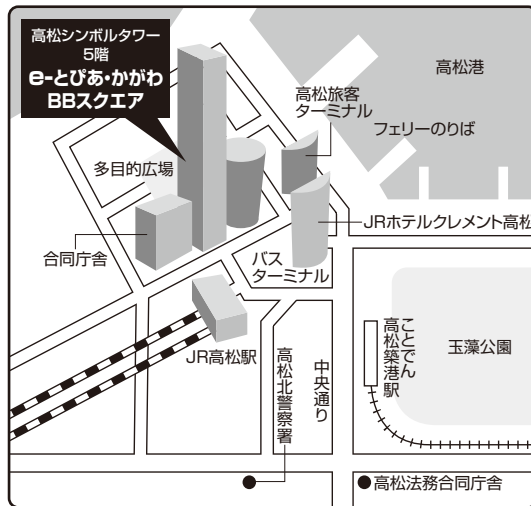 高松シンボルタワー
5階
e-とぴあ・かがわ
BBスクエア
高松港
高松旅客
ターミナル
フェリーのりば
多目的広場
JRホテルクレメント高松
合同庁舎
バス
ターミナル
JR高松駅
高松北警察署
中央通り
ことでん
高松築港駅
玉藻公園
高松法務合同庁舎